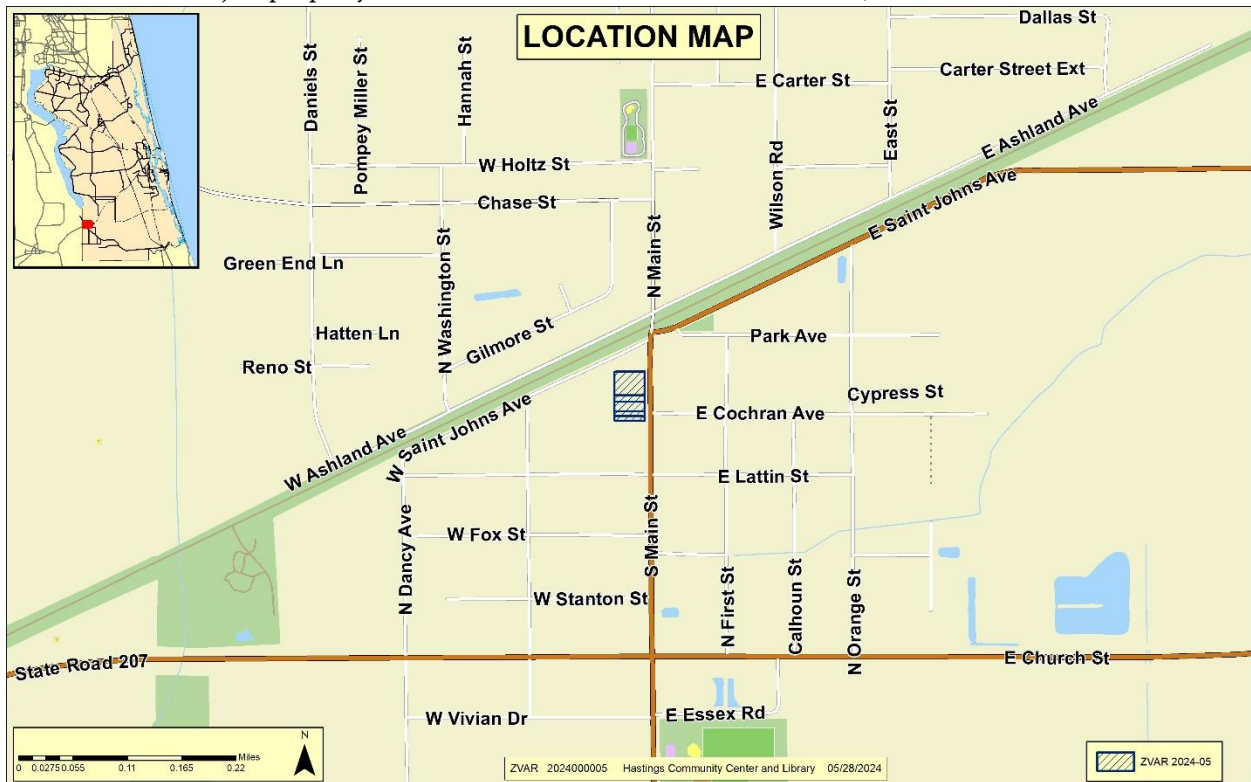 LOCATION MAP
Dallas St
Carter Street Ext
E Carter St
Daniels St
Pompey Miller St
Hannah St
East St
E Ashland Ave
W Holtz St
Wilson Rd
Chase St
E Saint Johns Ave
N Main St
N Washington St
Green End Ln
Gilmore St
Hatten Ln
Park Ave
Reno St
Cypress St
E Cochran Ave
W Saint Johns Ave
W Ashland Ave
E Lattin St
W Fox St
S Main St
N Dancy Ave
N First St
Calhoun St
N Orange St
W Stanton St
State Road 207
E Church St
W Vivian Dr
E Essex Rd
Miles
0 0.0275 0.055 0.11 0.165 0.22
N
ZVAR 2024000005 Hastings Community Center and Library 05/28/2024
ZVAR 2024-05